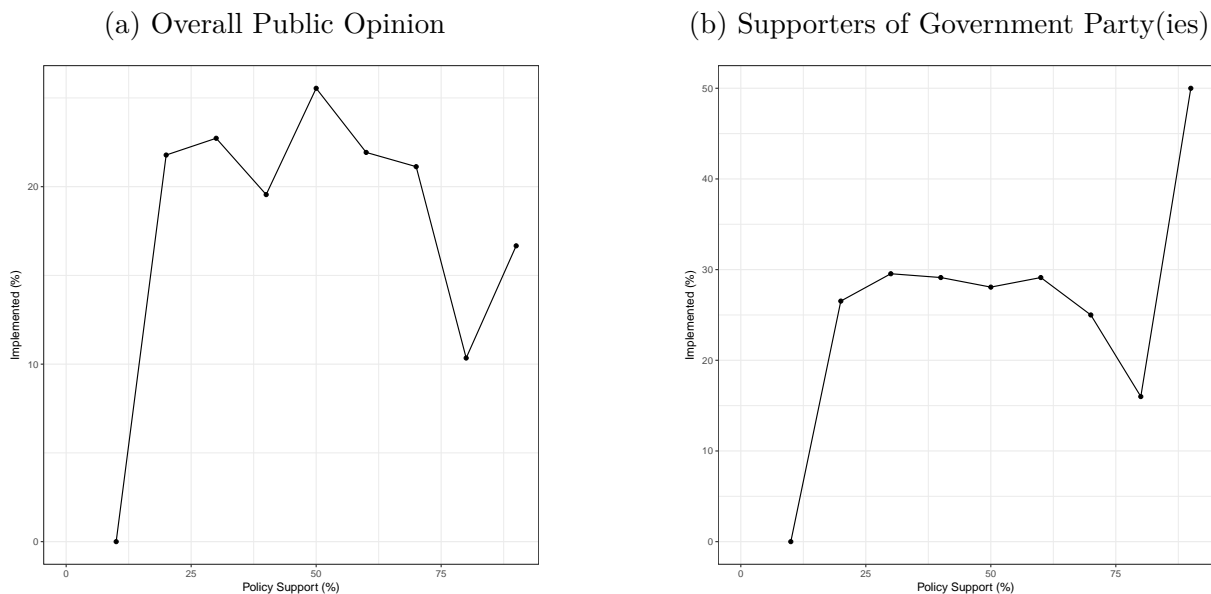 (a) Overall Public Opinion
(b) Supporters of Government Party(ies)
Implemented (%)
20
10
0
0
25
50
75
Policy Support (%)
Implemented (%)
50
40
30
20
10
0
0
25
50
75
Policy Support (%)